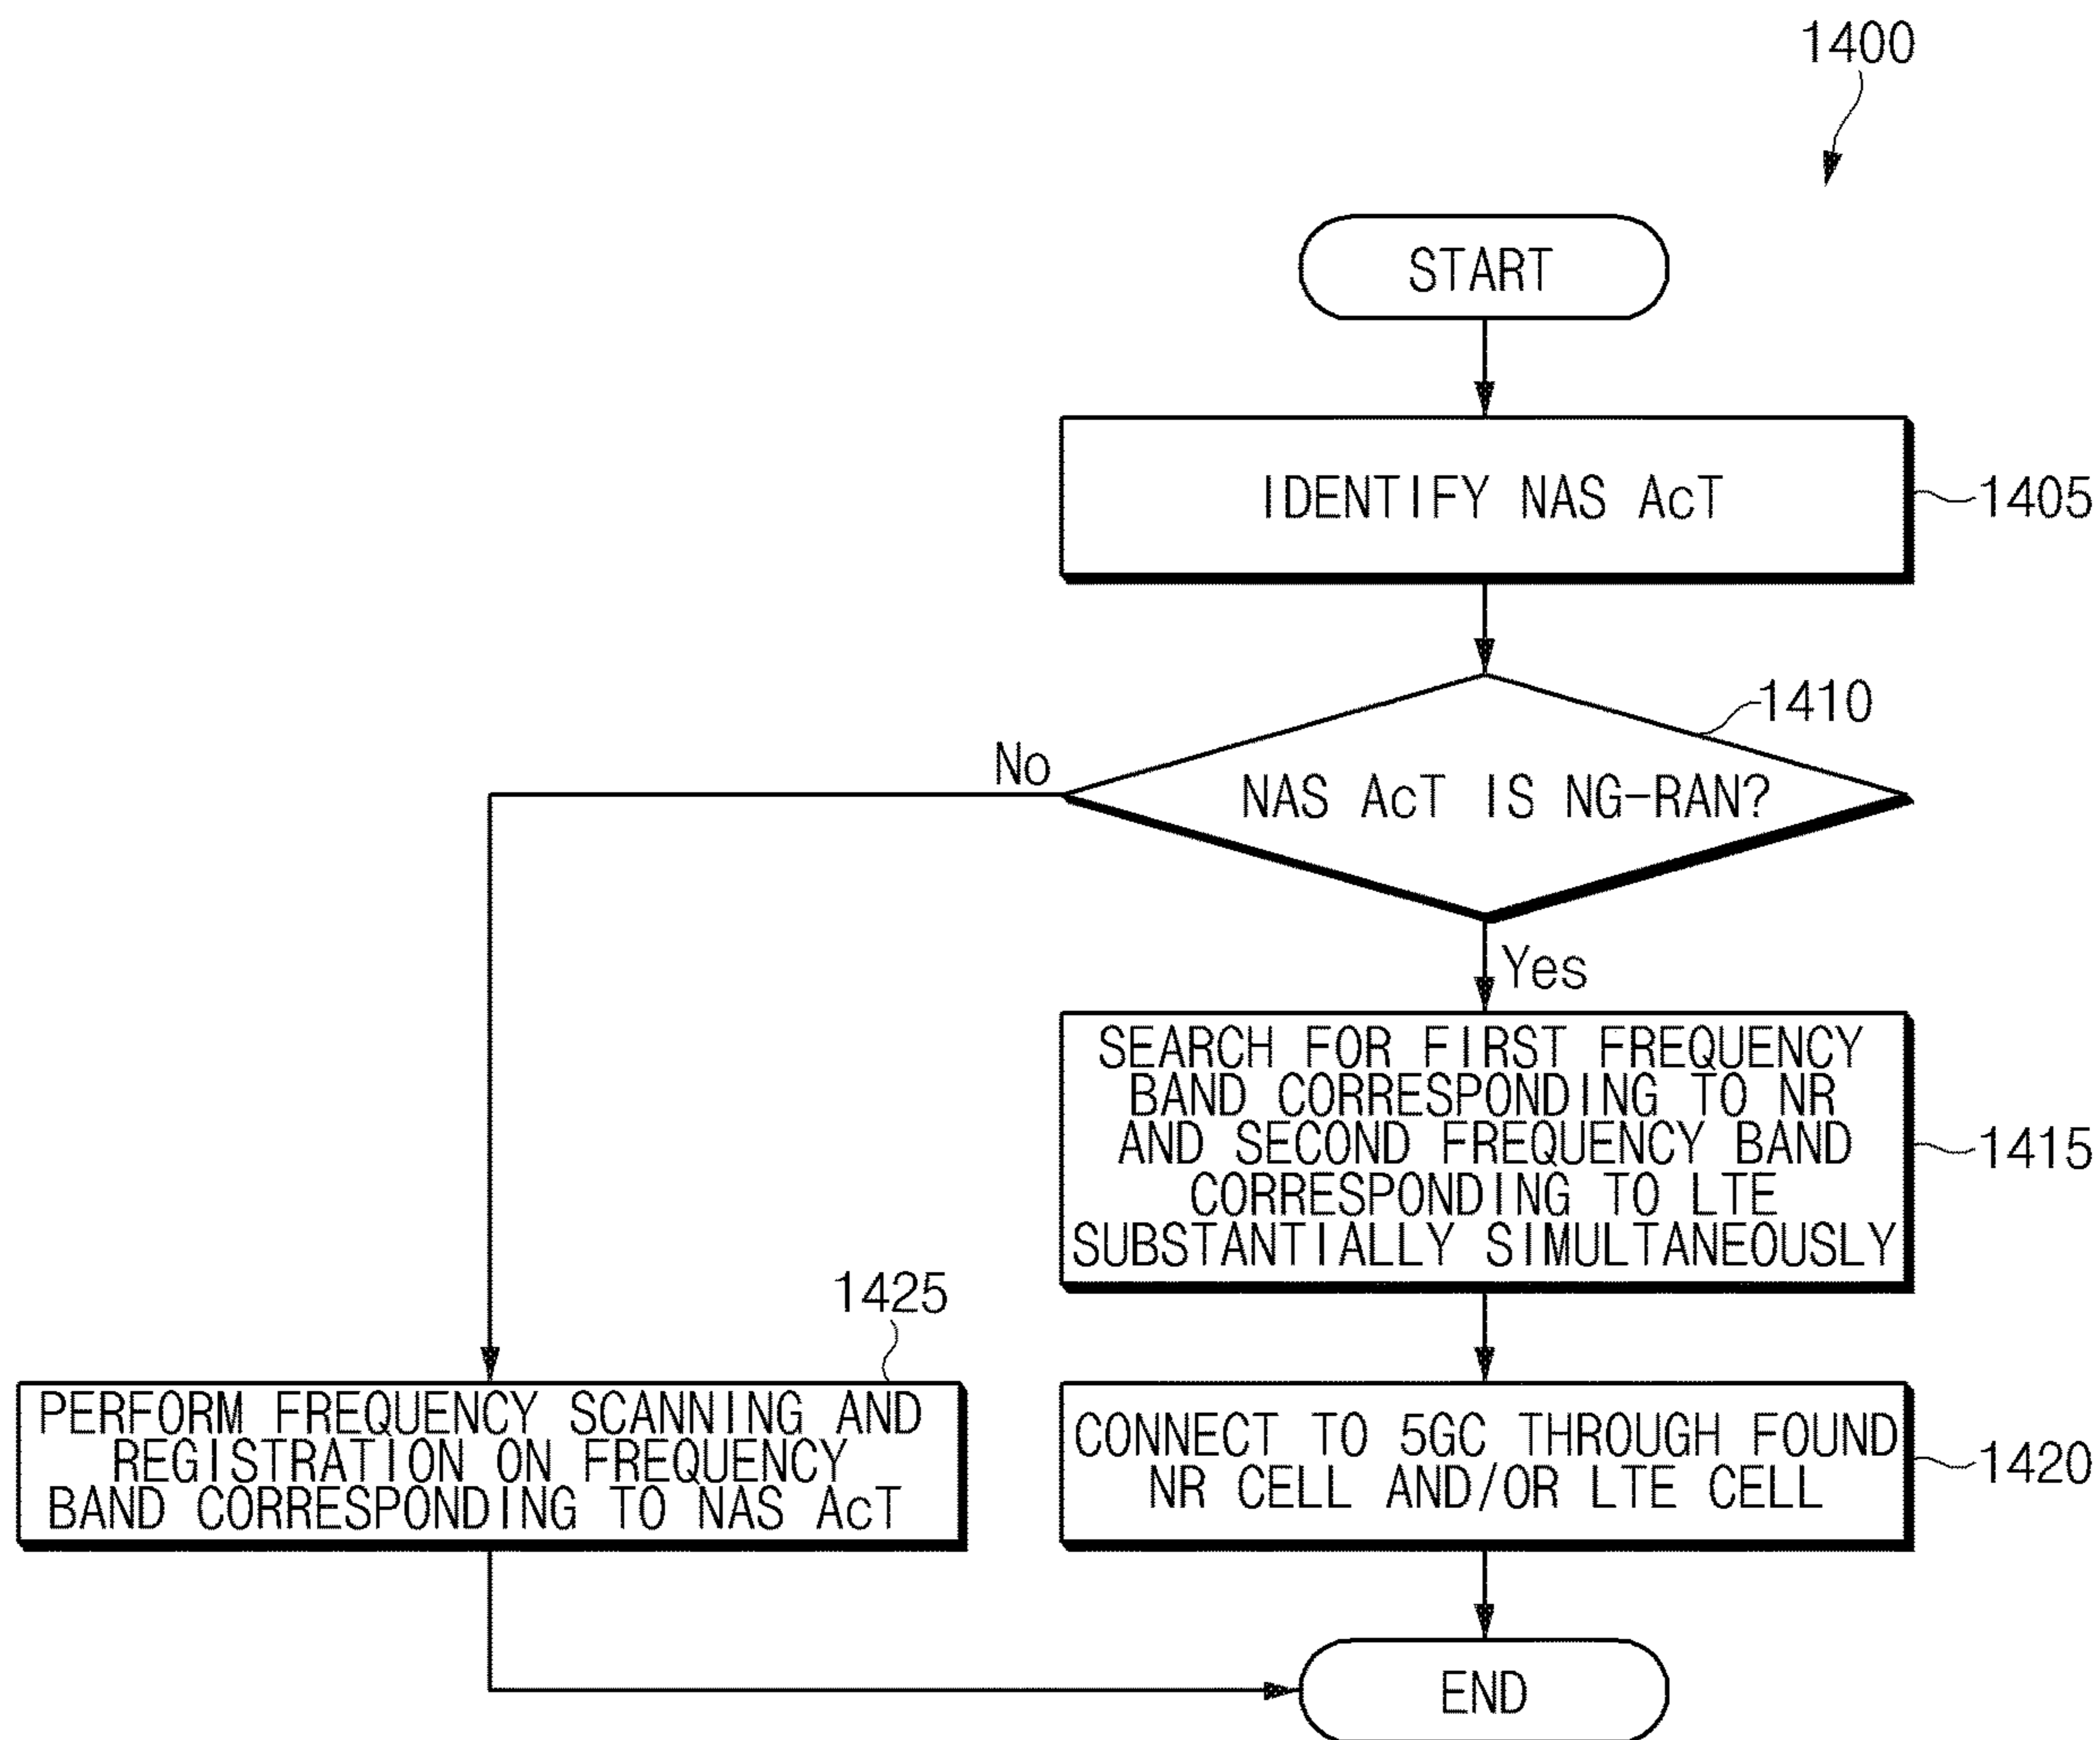 1400
START
IDENTIFY NAS AcT
1405
1410
No
NAS AcT IS NG-RAN?
Yes
SEARCH FOR FIRST FREQUENCY
BAND CORRESPONDING TO NR
AND SECOND FREQUENCY BAND
CORRESPONDING TO LTE
SUBSTANTIALLY SIMULTANEOUSLY
1415
1425
PERFORM FREQUENCY SCANNING AND
REGISTRATION ON FREQUENCY
BAND CORRESPONDING TO NAS AcT
CONNECT TO 5GC THROUGH FOUND
NR CELL AND/OR LTE CELL
1420
END